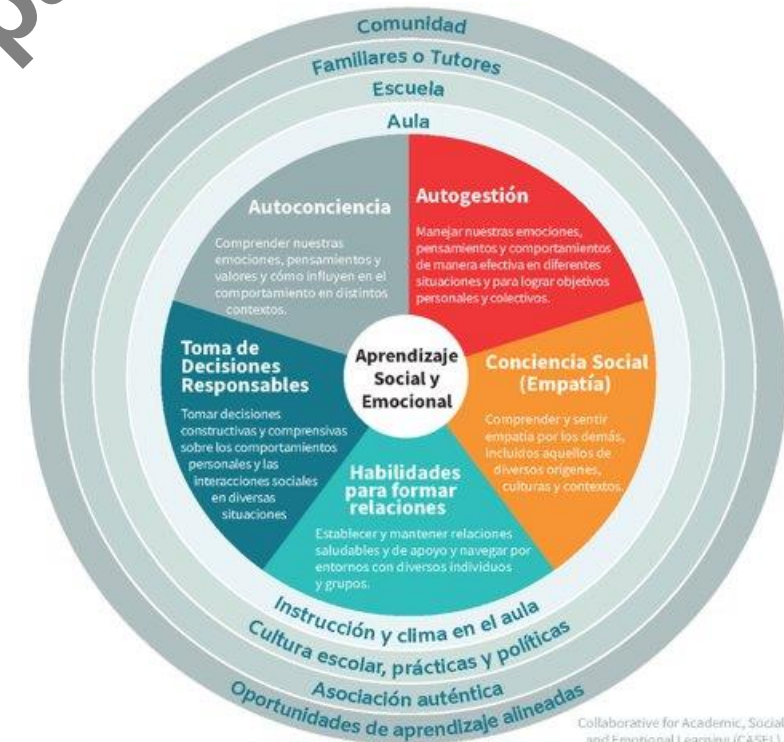 Comunidad
Familiares o Tutores
Escuela
Aula
Autoconciencia
Comprender nuestras
emociones, pensamientos y
valores y cómo influyen en el
comportamiento en distintos
contextos.
Autogestión
Manejar nuestras emociones,
pensamientos y comportamientos
de manera efectiva en diferentes
situaciones y para lograr objetivos
personales y colectivos.
Toma de
Decisiones
Responsables
Tomar decisiones
constructivas y comprensivas
sobre los comportamientos
personales y las
interacciones sociales
en diversas
situaciones
Aprendizaje
Social y
Emocional
Conciencia Social
(Empatía)
Comprender y sentir
empatía por los demás,
incluidos aquellos de
diversos orígenes,
culturas y contextos.
Habilidades
para formar
relaciones
Establecer y mantener relaciones
saludables y de apoyo y navegar por
entornos con diversos individuos
y grupos.
Instrucción y clima en el aula
Cultura escolar, prácticas y políticas
Asociación auténtica
Oportunidades de aprendizaje alineadas
Collaborative for Academic, Social
and Emotional Learning (CASEL)